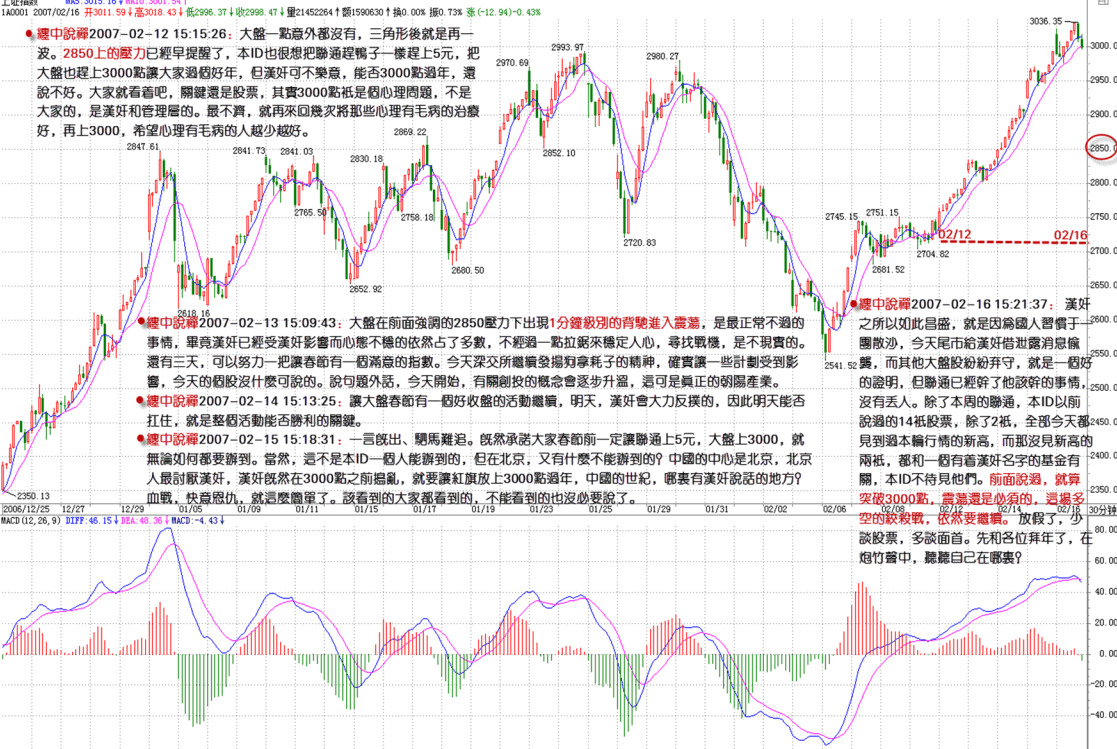 上证指数 MA5:3015.16↓ MA10:3001.54↓
1A0001 2007/02/16 开3011.59↓高3018.43↓低2996.37↓收2998.47↓量21452264↑额1590630↑换0.00% 振0.73% 涨(-12.94)-0.43%
纏中說禪2007-02-12 15:15:26：大盤一點意外都沒有，三角形後就是再一
波。2850上的壓力已經早提醒了，本ID也很想把聯通趕鴨子一樣趕上5元，把
大盤也趕上3000點讓大家過個好年，但漢奸可不樂意，能否3000點過年，還
說不好。大家就看着吧，關鍵還是股票，其實3000點衹是個心理問題，不是
大家的，是漢奸和管理層的。最不濟，就再來回幾次將那些心理有毛病的治療
好，再上3000，希望心理有毛病的人越少越好。
3036.35
2993.97
2980.27
2970.69
2869.22
2847.61
2841.73
2841.03
2830.18
2852.10
2765.50
2758.18
2745.15
2751.15
2720.83
2704.82
2681.52
2680.50
2652.92
2618.16
2541.52
2350.13
02/12
02/16
3000.0
2950.0
2900.0
2850.0
2800.0
2750.0
2700.0
2650.0
2600.0
2550.0
2500.0
2450.0
2400.0
2350.0
纏中說禪2007-02-13 15:09:43：大盤在前面強調的2850壓力下出現1分鐘級別的背馳進入震蕩，是最正常不過的
事情，畢竟漢奸已經受漢奸影響而心態不穩的依然占了多數，不經過一點拉鋸來穩定人心，尋找戰機，是不現實的。
還有三天，可以努力一把讓春節有一個滿意的指數。今天深交所繼續發揚狗拿耗子的精神，確實讓一些計劃受到影
響，今天的個股沒什麼可說的。說句題外話，今天開始，有關創投的概念會逐步升溫，這可是眞正的朝陽產業。
纏中說禪2007-02-14 15:13:25：讓大盤春節有一個好收盤的活動繼續，明天，漢奸會大力反撲的，因此明天能否
扛住，就是整個活動能否勝利的關鍵。
纏中說禪2007-02-15 15:18:31：一言旣出、駟馬難追。旣然承諾大家春節前一定讓聯通上5元，大盤上3000，就
無論如何都要辦到。當然，這不是本ID一個人能辦到的，但在北京，又有什麼不能辦到的？中國的中心是北京，北京
人最討厭漢奸，漢奸旣然在3000點之前搗亂，就要讓紅旗放上3000點過年，中國的世紀，哪裏有漢奸說話的地方？
血戰，快意恩仇，就這麼簡單了。該看到的大家都看到的，不能看到的也沒必要說了。
纏中說禪2007-02-16 15:21:37：漢奸
之所以如此昌盛，就是因爲國人習慣于一
團散沙，今天尾市給漢奸借泄露消息偷
襲，而其他大盤股紛紛弃守，就是一個好
的證明，但聯通已經幹了他該幹的事情，
沒有丟人。除了本周的聯通，本ID以前
說過的14衹股票，除了2衹，全部今天都
見到過本輪行情的新高，而那沒見新高的
兩衹，都和一個有着漢奸名字的基金有
關，本ID不待見他們。前面說過，就算
突破3000點，震蕩還是必須的，這場多
空的絞殺戰，依然要繼續。放假了，少
談股票，多談面首。先和各位拜年了，在
炮竹聲中，聽聽自己在哪裏？
2006/12/25 12/27 12/29 01/05 01/09 01/11 01/15 01/17 01/19 01/23 01/25 01/29 01/31 02/02 02/06 02/08 02/12 02/14 02/16 30分钟
MACD(12,26,9) DIFF:46.15↓DEA:48.36↓MACD:-4.43↓
80.00
60.00
40.00
20.00
0.00
-20.00
-40.00